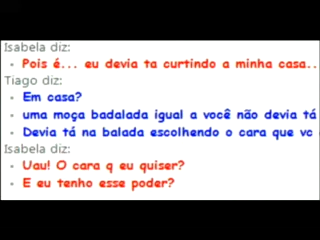 Isabela diz:
Pois é... eu devia ta curtindo a minha casa..
Tiago diz:
Em casa?
uma moça badalada igual a você não devia tá
Devia tá na balada escolhendo o cara que vc
Isabela diz:
Uau! O cara q eu quiser?
E eu tenho esse poder?